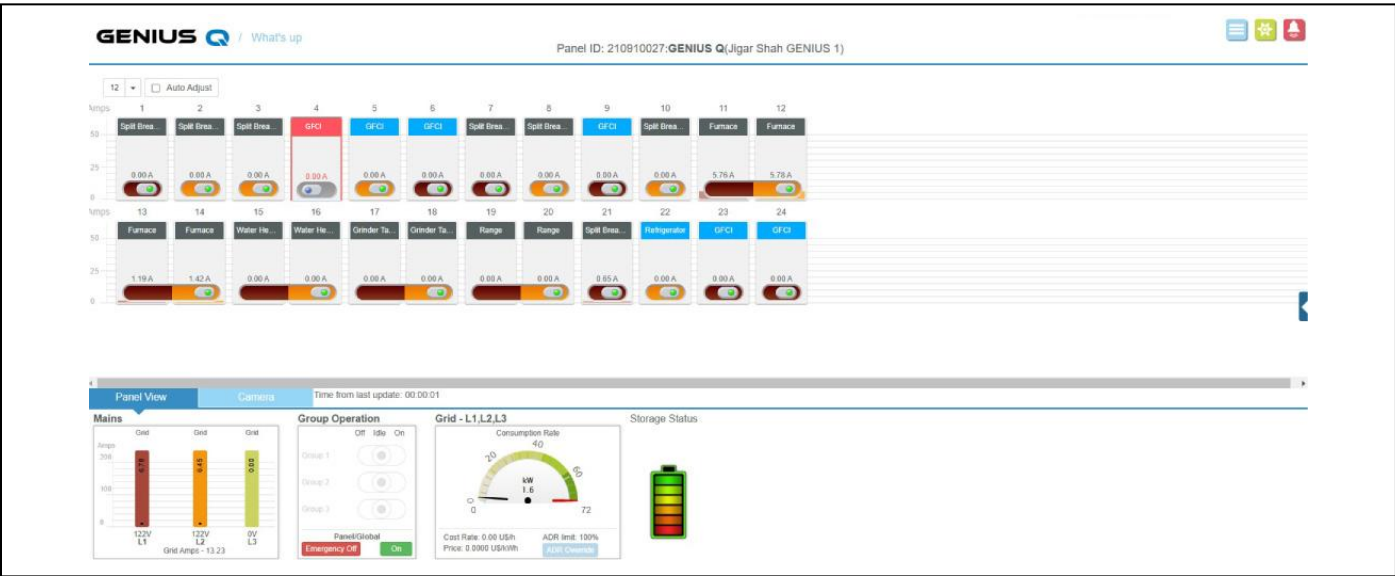 GENIUS Q / What's up
Panel ID: 210910027:GENIUS Q(Jigar Shah GENIUS 1)
12 Auto Adjust
Amps 1 2 3 4 5 6 7 8 9 10 11 12
50 Split Brea... Split Brea... Split Brea... GFCI GFCI GFCI Split Brea... Split Brea... GFCI Split Brea... Furnace Furnace
25 0.00 A 0.00 A 0.00 A 0.00 A 0.00 A 0.00 A 0.00 A 0.00 A 0.00 A 0.00 A 5.76 A 5.78 A
0
Amps 13 14 15 16 17 18 19 20 21 22 23 24
50 Furnace Furnace Water He... Water He... Grinder Ta... Grinder Ta... Range Range Split Brea... Refrigerator GFCI GFCI
25 1.19 A 1.42 A 0.00 A 0.00 A 0.00 A 0.00 A 0.00 A 0.00 A 0.65 A 0.00 A 0.00 A 0.00 A
0
Panel View Camera Time from last update: 00:00:01
Mains
Grid Grid Grid
Amps
200
100
0
6.78 6.45 0.00
122V 122V 0V
L1 L2 L3
Grid Amps - 13.23
Group Operation
Off Idle On
Group 1
Group 2
Group 3
Panel/Global
Emergency Off On
Grid - L1,L2,L3
Consumption Rate
0 20 40 60
kW
1.6
0 72
Cost Rate: 0.00 U$/h ADR limit: 100%
Price: 0.0000 U$/kWh ADR Override
Storage Status